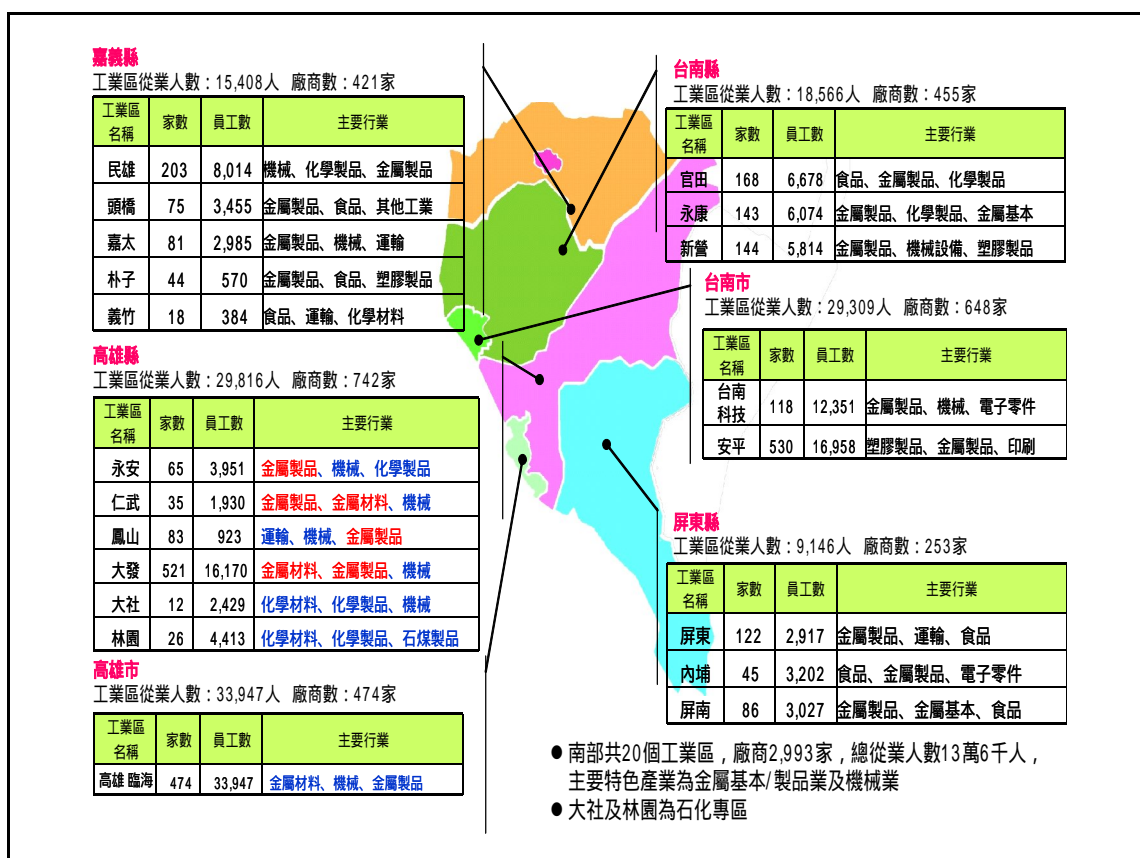 嘉義縣
工業區從業人數：15,408人 廠商數：421家
工業區名稱 家數 員工數 主要行業
民雄 203 8,014 機械、化學製品、金屬製品
頭橋 75 3,455 金屬製品、食品、其他工業
嘉太 81 2,985 金屬製品、機械、運輸
朴子 44 570 金屬製品、食品、塑膠製品
義竹 18 384 食品、運輸、化學材料
高雄縣
工業區從業人數：29,816人 廠商數：742家
工業區名稱 家數 員工數 主要行業
永安 65 3,951 金屬製品、機械、化學製品
仁武 35 1,930 金屬製品、金屬材料、機械
鳳山 83 923 運輸、機械、金屬製品
大發 521 16,170 金屬材料、金屬製品、機械
大社 12 2,429 化學材料、化學製品、機械
林園 26 4,413 化學材料、化學製品、石煤製品
高雄市
工業區從業人數：33,947人 廠商數：474家
工業區名稱 家數 員工數 主要行業
高雄 臨海 474 33,947 金屬材料、機械、金屬製品
台南縣
工業區從業人數：18,566人 廠商數：455家
工業區名稱 家數 員工數 主要行業
官田 168 6,678 食品、金屬製品、化學製品
永康 143 6,074 金屬製品、化學製品、金屬基本
新營 144 5,814 金屬製品、機械設備、塑膠製品
台南市
工業區從業人數：29,309人 廠商數：648家
工業區名稱 家數 員工數 主要行業
台南科技 118 12,351 金屬製品、機械、電子零件
安平 530 16,958 塑膠製品、金屬製品、印刷
屏東縣
工業區從業人數：9,146人 廠商數：253家
工業區名稱 家數 員工數 主要行業
屏東 122 2,917 金屬製品、運輸、食品
內埔 45 3,202 食品、金屬製品、電子零件
屏南 86 3,027 金屬製品、金屬基本、食品
● 南部共20個工業區，廠商2,993家，總從業人數13萬6千人，
主要特色產業為金屬基本/製品業及機械業
● 大社及林園為石化專區